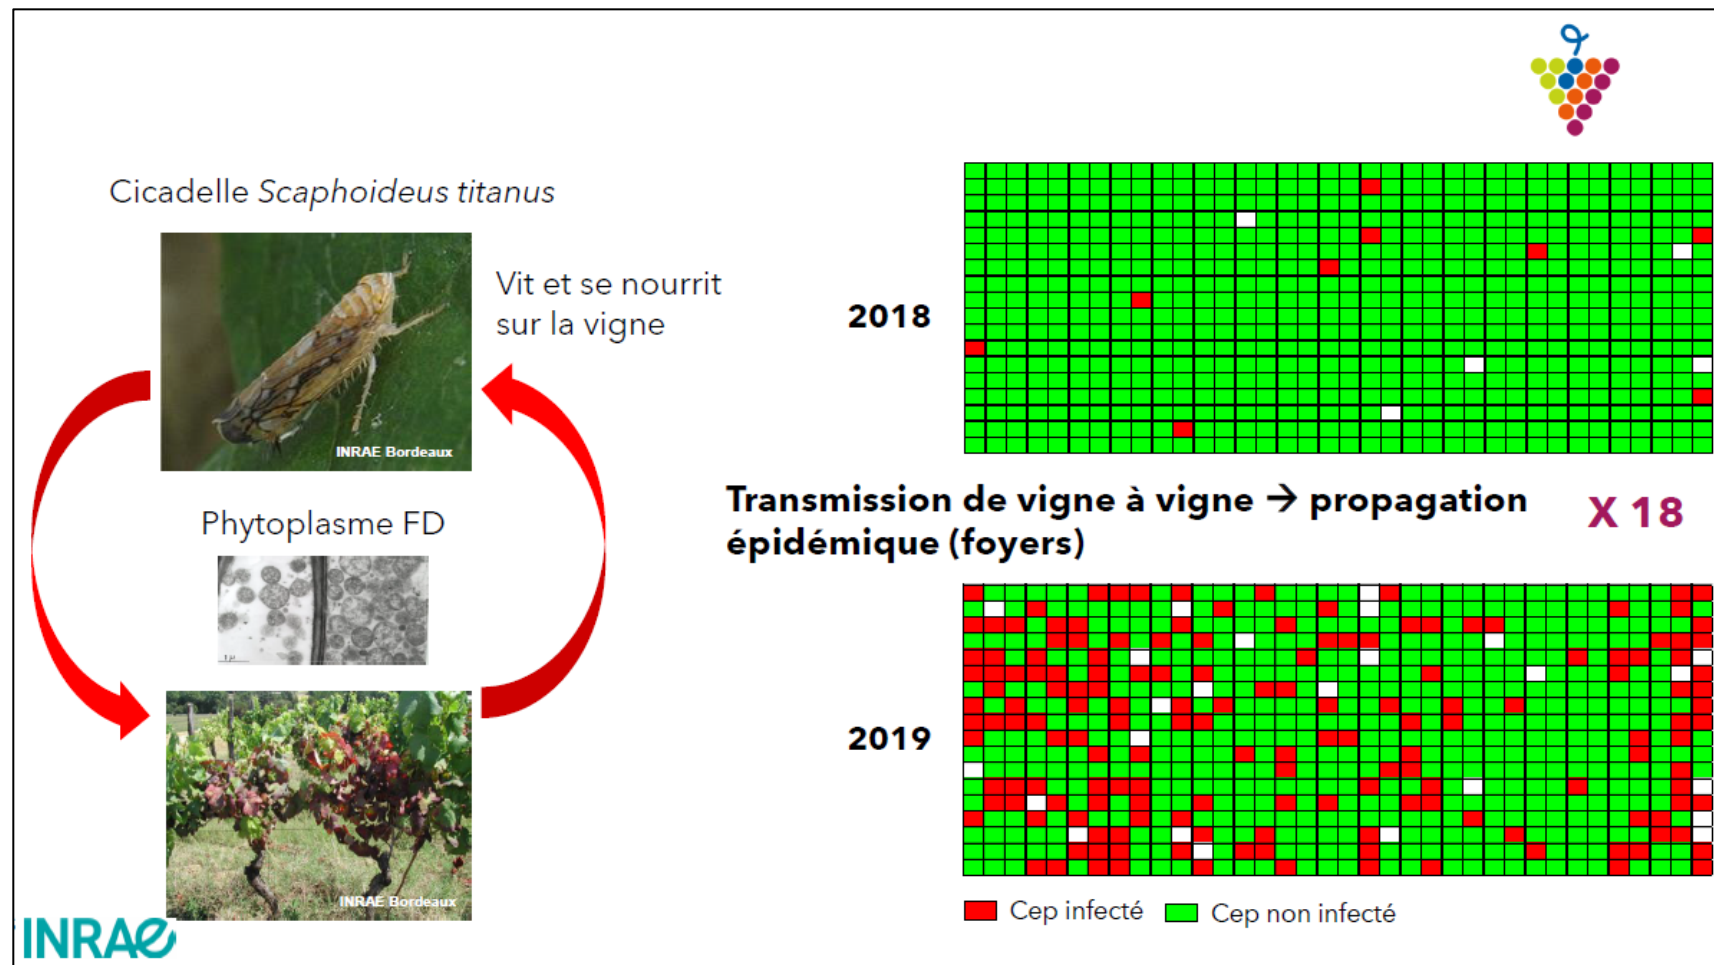 Cicadelle Scaphoideus titanus
Vit et se nourrit
sur la vigne
INRAE Bordeaux
Phytoplasme FD
INRAE Bordeaux
INRAE
2018
Transmission de vigne à vigne → propagation
épidémique (foyers)
X 18
2019
Cep infecté
Cep non infecté